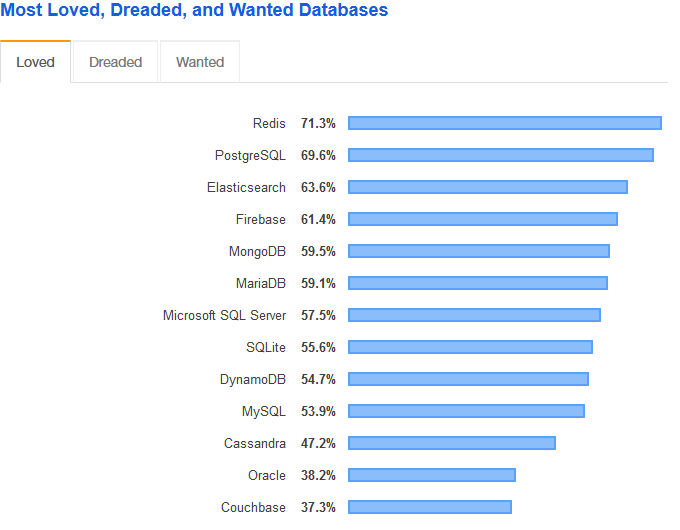 Most Loved, Dreaded, and Wanted Databases
Loved Dreaded Wanted
Redis 71.3%
PostgreSQL 69.6%
Elasticsearch 63.6%
Firebase 61.4%
MongoDB 59.5%
MariaDB 59.1%
Microsoft SQL Server 57.5%
SQLite 55.6%
DynamoDB 54.7%
MySQL 53.9%
Cassandra 47.2%
Oracle 38.2%
Couchbase 37.3%